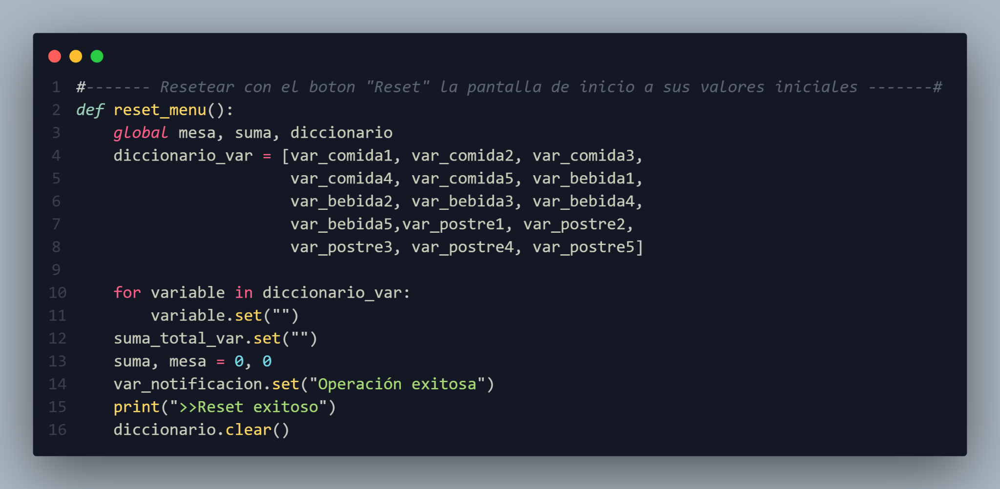 1 #------- Resetear con el boton "Reset" la pantalla de inicio a sus valores iniciales -------#
2 def reset_menu():
3     global mesa, suma, diccionario
4     diccionario_var = [var_comida1, var_comida2, var_comida3,
5                        var_comida4, var_comida5, var_bebida1,
6                        var_bebida2, var_bebida3, var_bebida4,
7                        var_bebida5,var_postre1, var_postre2,
8                        var_postre3, var_postre4, var_postre5]
9
10     for variable in diccionario_var:
11         variable.set("")
12     suma_total_var.set("")
13     suma, mesa = 0, 0
14     var_notificacion.set("Operación exitosa")
15     print(">>Reset exitoso")
16     diccionario.clear()